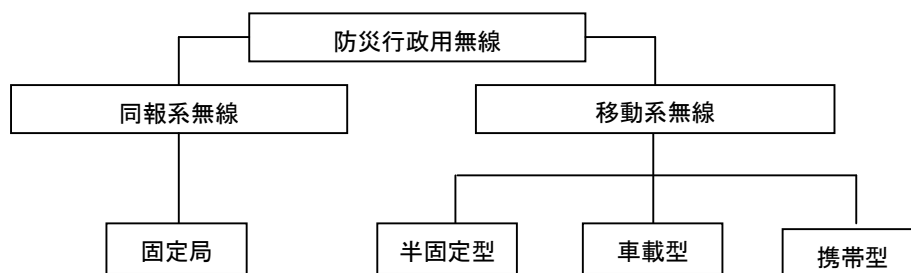 防災行政用無線
同報系無線
移動系無線
固定局
半固定型
車載型
携帯型